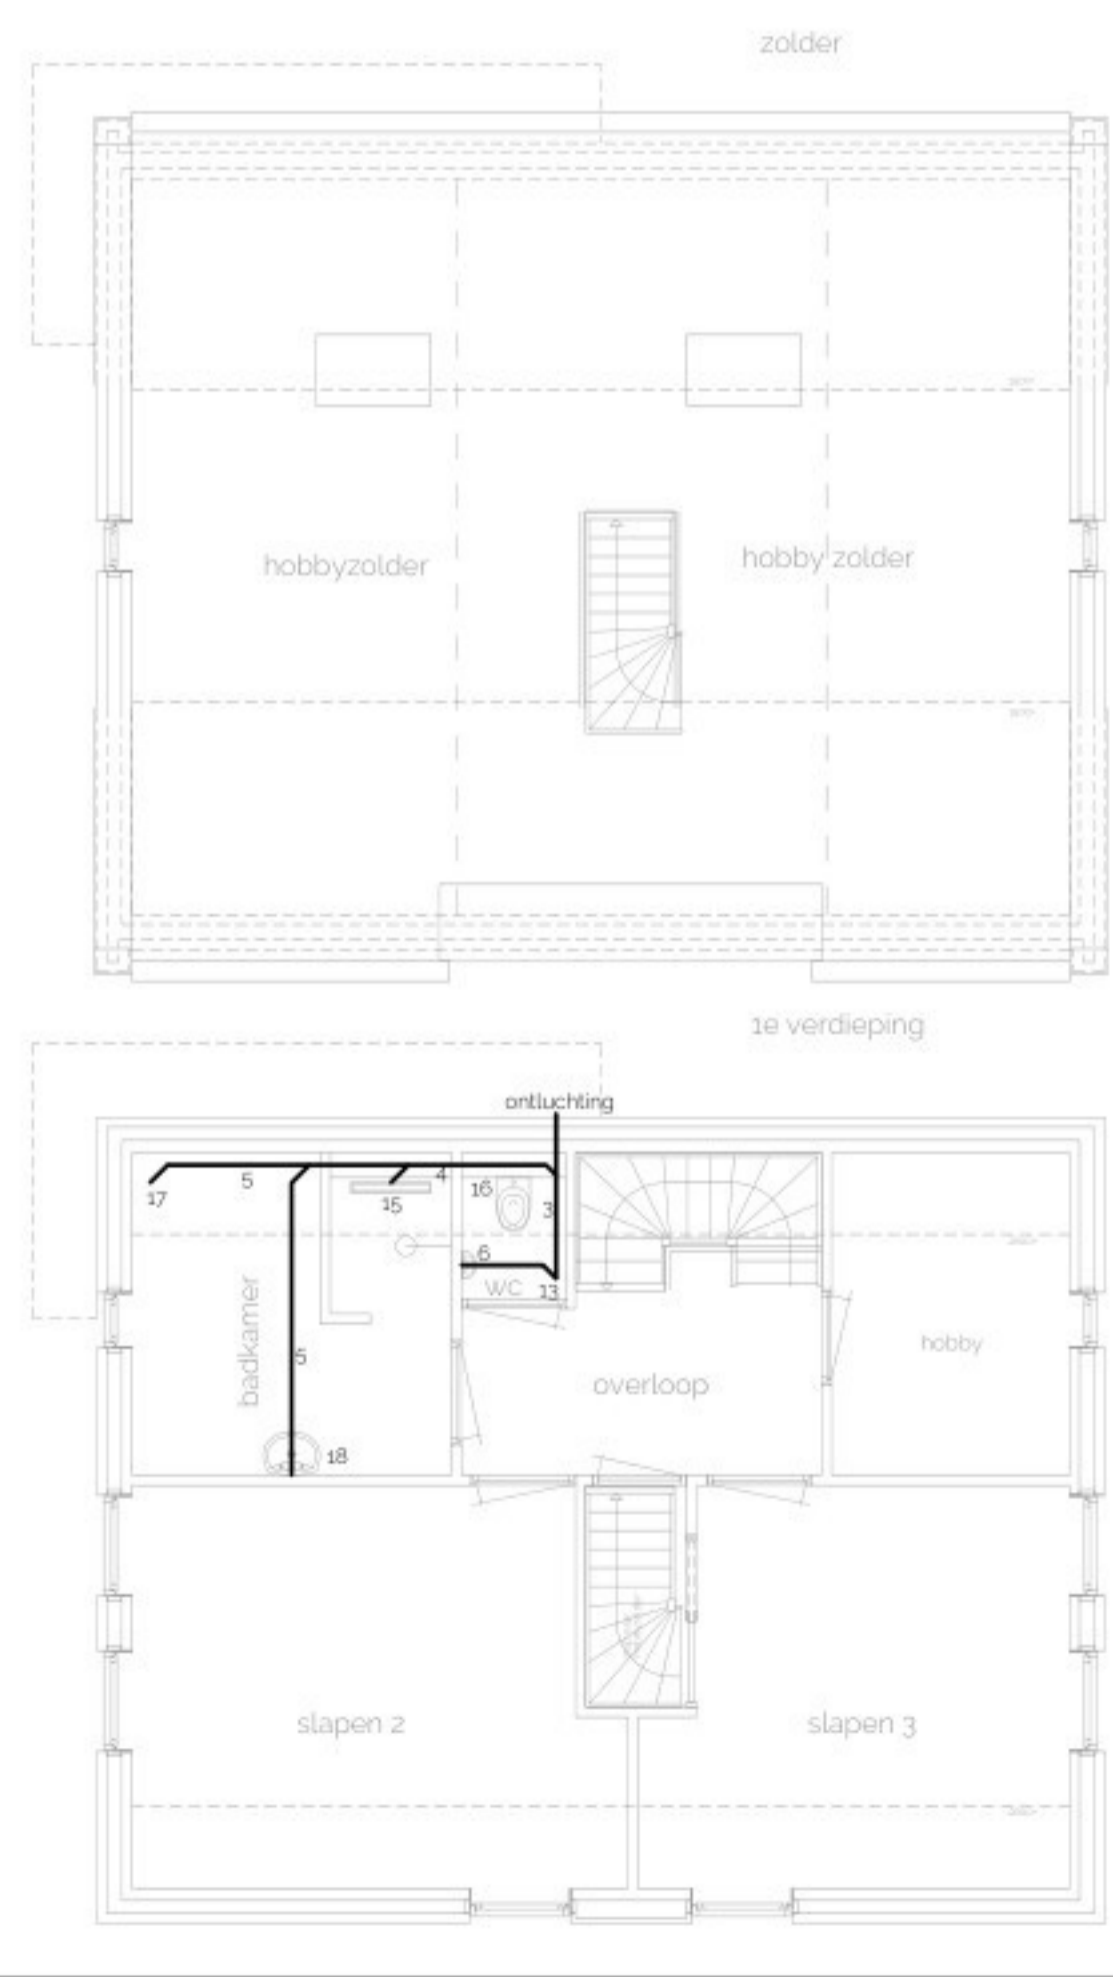 zolder
hobbyzolder
hobby zolder
1e verdieping
ontluchting
17
5
4
15
16
3
6
WC
13
badkamer
5
hobby
overloop
18
slapen 2
slapen 3